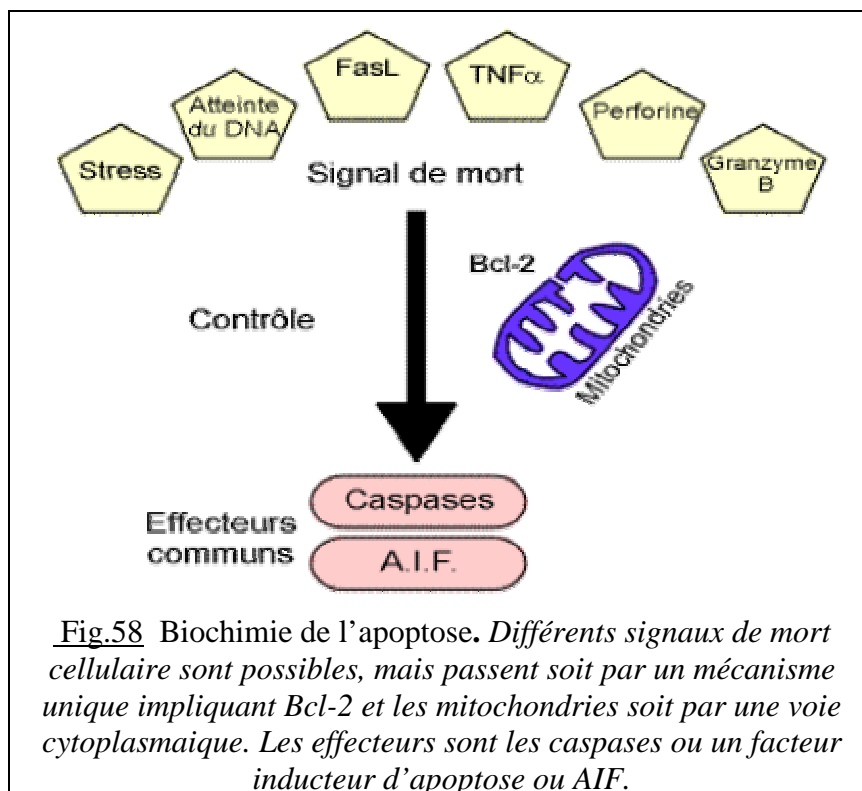 FasL
TNFα
Atteinte
du DNA
Perforine
Stress
Granzyme
B
Signal de mort
Bcl-2
Mitochondries
Contrôle
Caspases
Effecteurs
communs
A.I.F.
Fig.58 Biochimie de l’apoptose. Différents signaux de mort
cellulaire sont possibles, mais passent soit par un mécanisme
unique impliquant Bcl-2 et les mitochondries soit par une voie
cytoplasmaique. Les effecteurs sont les caspases ou un facteur
inducteur d’apoptose ou AIF.